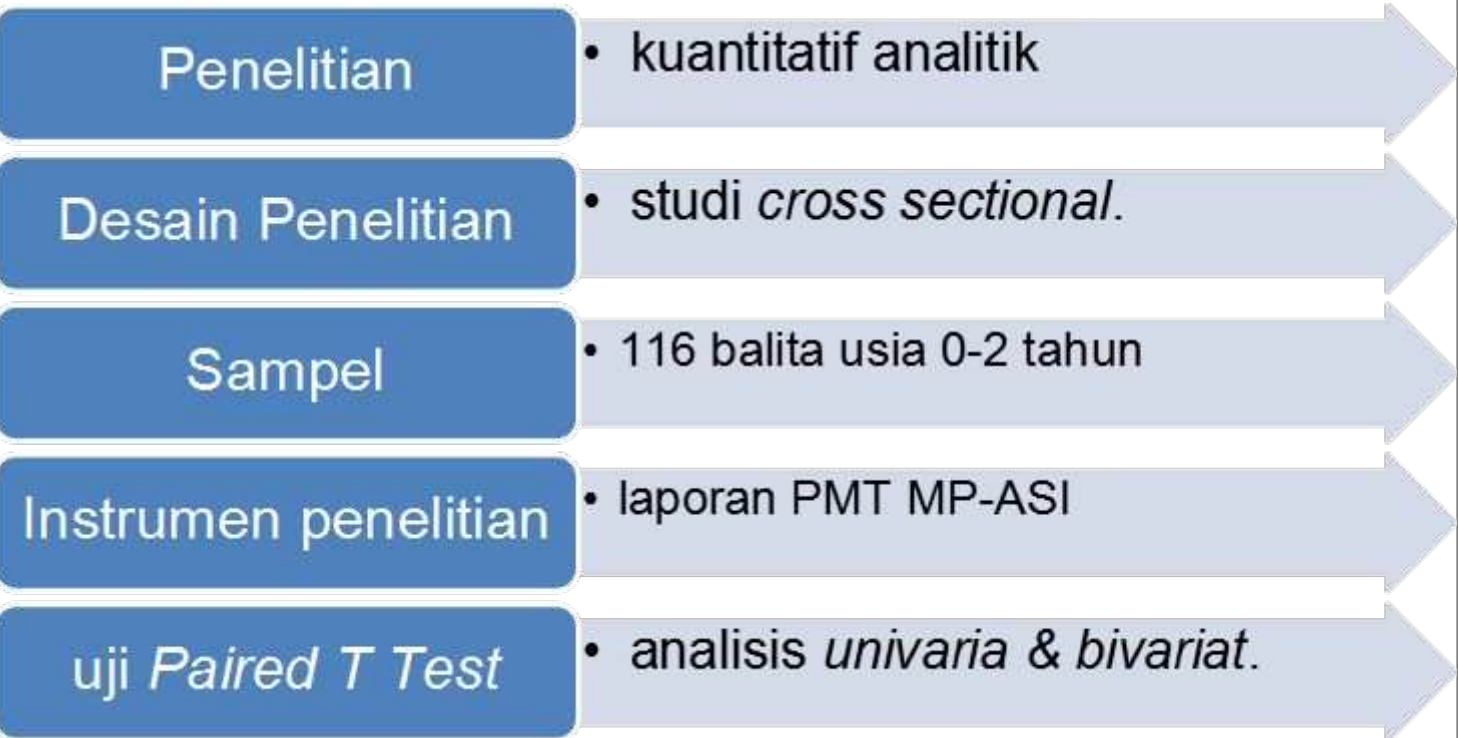 Penelitian
• kuantitatif analitik
Desain Penelitian
• studi cross sectional.
Sampel
• 116 balita usia 0-2 tahun
Instrumen penelitian
• laporan PMT MP-ASI
uji Paired T Test
• analisis univaria & bivariat.